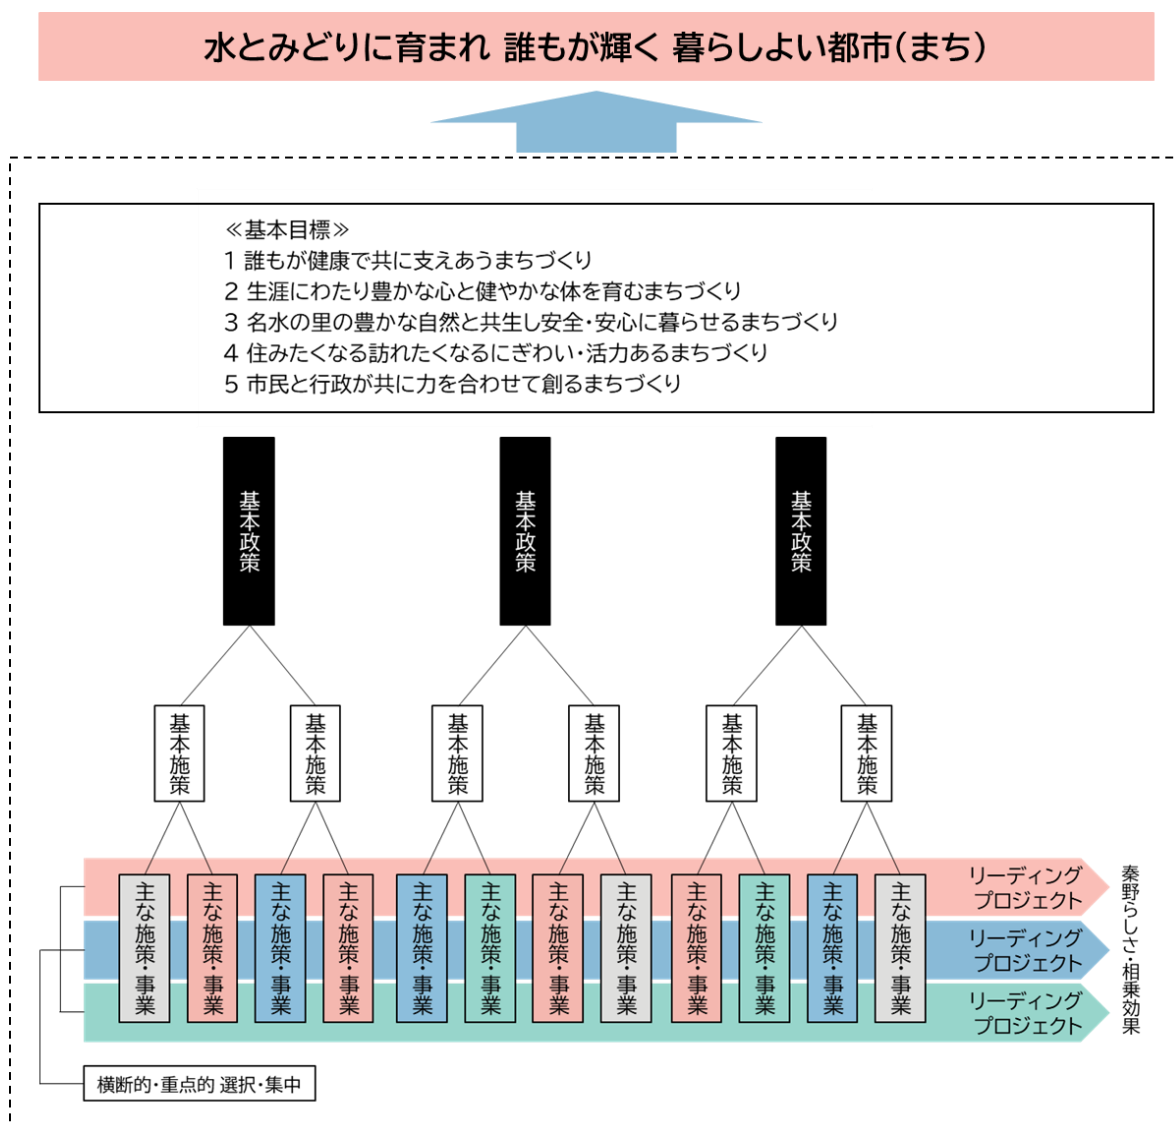 水とみどりに育まれ 誰もが輝く 暮らしよい都市(まち)
≪基本目標≫
1 誰もが健康で共に支えあうまちづくり
2 生涯にわたり豊かな心と健やかな体を育むまちづくり
3 名水の里の豊かな自然と共生し安全・安心に暮らせるまちづくり
4 住みたくなる訪れたくなるにぎわい・活力あるまちづくり
5 市民と行政が共に力を合わせて創るまちづくり
基本政策
基本政策
基本政策
基本施策
基本施策
基本施策
基本施策
基本施策
基本施策
主な施策・事業
主な施策・事業
主な施策・事業
主な施策・事業
主な施策・事業
主な施策・事業
主な施策・事業
主な施策・事業
主な施策・事業
主な施策・事業
主な施策・事業
主な施策・事業
リーディング
プロジェクト
リーディング
プロジェクト
リーディング
プロジェクト
秦野らしさ・相乗効果
横断的・重点的 選択・集中